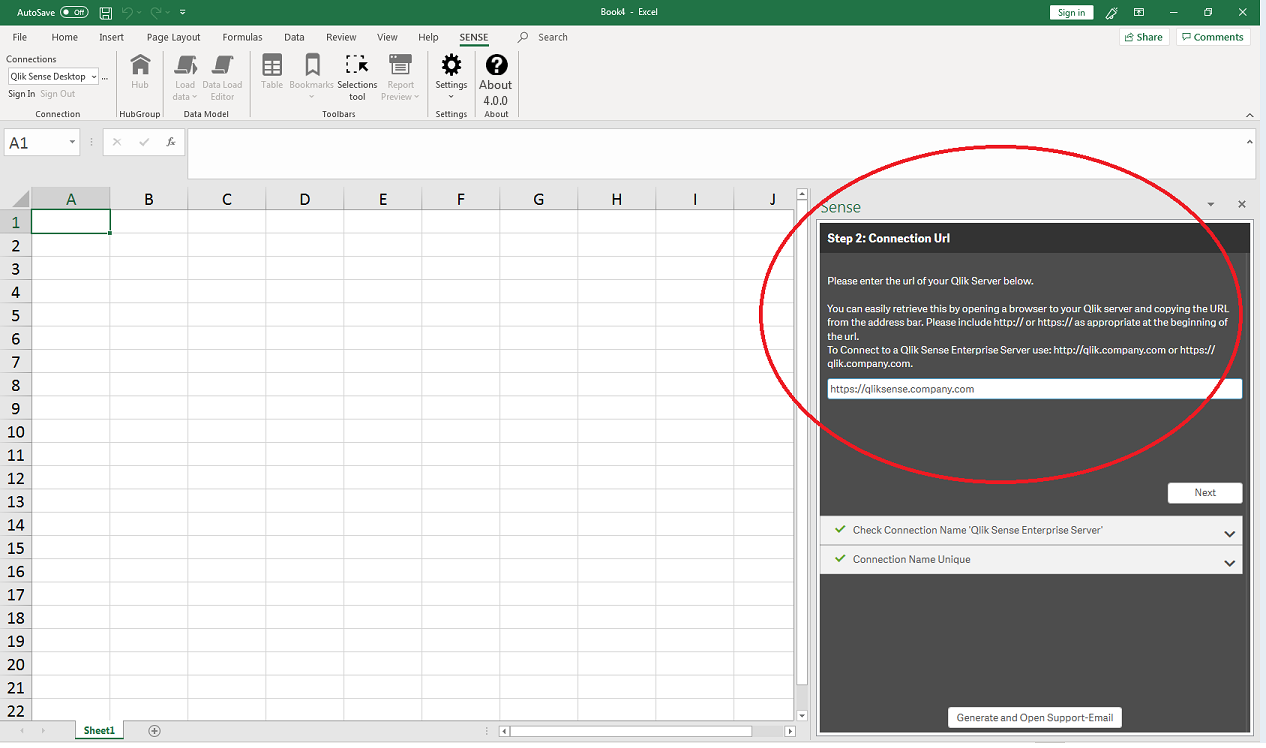 AutoSave Off Book4 - Excel Sign in
File Home Insert Page Layout Formulas Data Review View Help SENSE Search Share Comments
Connections
Qlik Sense Desktop ...
Sign In Sign Out
Connection
Hub
HubGroup
Load data
Data Load Editor
Data Model
Table
Bookmarks
Selections tool
Report Preview
Toolbars
Settings
Settings
About
4.0.0
About
A1 fx
A B C D E F G H I J
1
2
3
4
5
6
7
8
9
10
11
12
13
14
15
16
17
18
19
20
21
22
Sheet1
Sense
Step 2: Connection Url
Please enter the url of your Qlik Server below.
You can easily retrieve this by opening a browser to your Qlik server and copying the URL
from the address bar. Please include http:// or https:// as appropriate at the beginning of
the url.
To Connect to a Qlik Sense Enterprise Server use: http://qlik.company.com or https://
qlik.company.com.
https://qliksense.company.com
Next
Check Connection Name 'Qlik Sense Enterprise Server'
Connection Name Unique
Generate and Open Support-Email